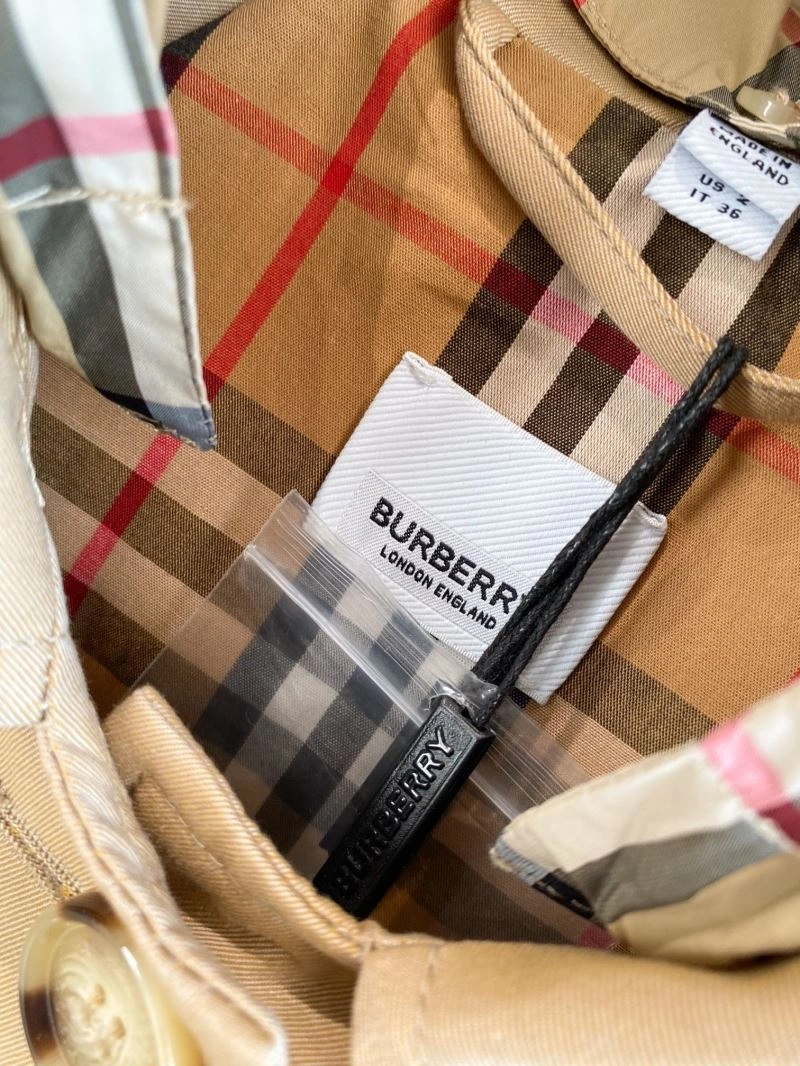 MADE IN
ENGLAND
US 2
IT 36
BURBERRY
LONDON ENGLAND
BURBERRY